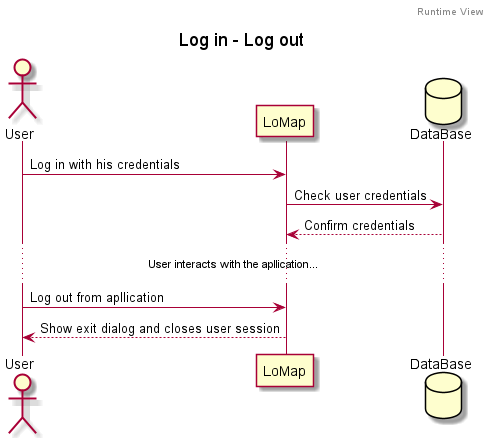 Runtime View
Log in - Log out
User
LoMap
DataBase
Log in with his credentials
Check user credentials
Confirm credentials
User interacts with the apllication...
Log out from apllication
Show exit dialog and closes user session
User
LoMap
DataBase